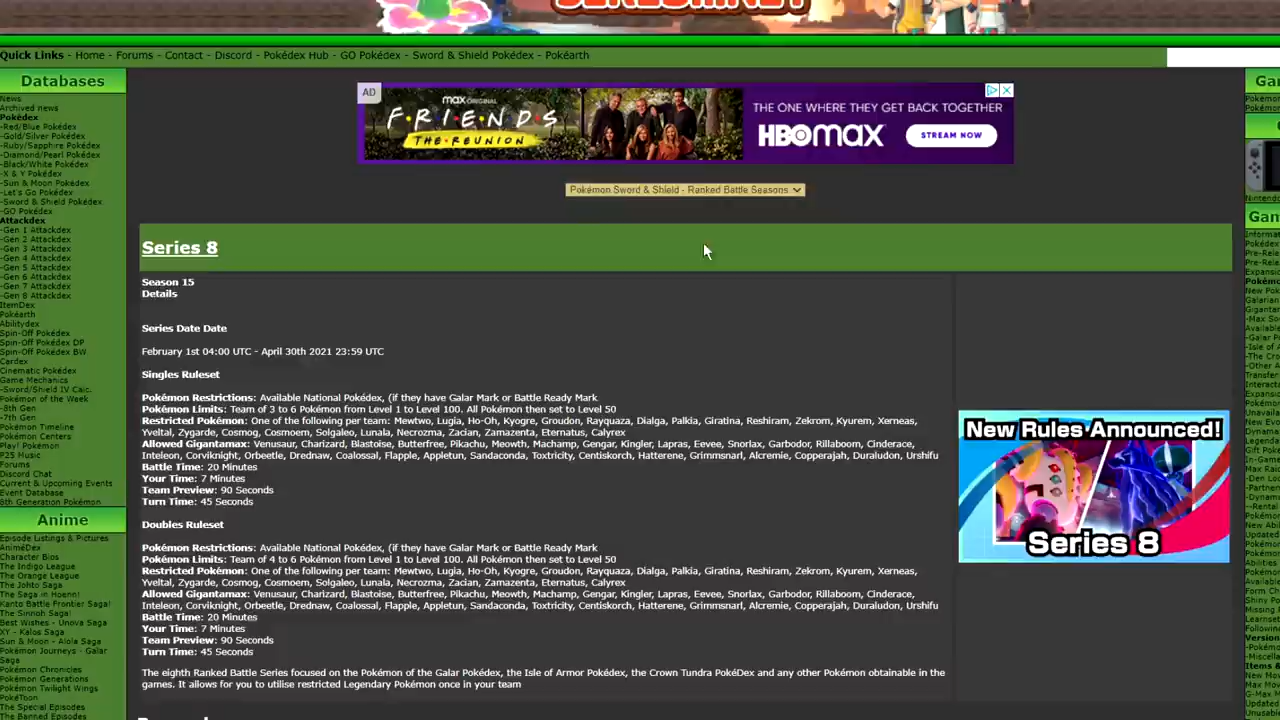 SEREBII.NET
Quick Links - Home - Forums - Contact - Discord - Pokédex Hub - GO Pokédex - Sword & Shield Pokédex - Pokéarth
Databases
News
Archived news
Pokédex
-Red/Blue Pokédex
-Gold/Silver Pokédex
-Ruby/Sapphire Pokédex
-Diamond/Pearl Pokédex
-Black/White Pokédex
-X & Y Pokédex
-Sun & Moon Pokédex
-Let's Go Pokédex
-Sword & Shield Pokédex
-GO Pokédex
Attackdex
-Gen 1 Attackdex
-Gen 2 Attackdex
-Gen 3 Attackdex
-Gen 4 Attackdex
-Gen 5 Attackdex
-Gen 6 Attackdex
-Gen 7 Attackdex
-Gen 8 Attackdex
ItemDex
Pokéarth
Abilitydex
Spin-Off Pokédex
Spin-Off Pokédex DP
Spin-Off Pokédex BW
Cardex
Cinematic Pokédex
Game Mechanics
-Sword/Shield IV Calc.
Pokémon of the Week
-8th Gen
-7th Gen
Pokémon Timeline
Pokémon Centers
Play! Pokémon
P25 Music
Forums
Discord Chat
Current & Upcoming Events
Event Database
8th Generation Pokémon
Anime
Episode Listings & Pictures
AniméDex
Character Bios
The Indigo League
The Orange League
The Johto Saga
The Saga in Hoenn!
Kanto Battle Frontier Saga!
The Sinnoh Saga!
Best Wishes - Unova Saga
XY - Kalos Saga
Sun & Moon - Alola Saga
Pokémon Journeys - Galar
Saga
Pokémon Chronicles
Pokémon Generations
Pokémon Twilight Wings
PokéToon
The Special Episodes
The Banned Episodes
AD
max ORIGINAL
FRIENDS
THE REUNION
THE ONE WHERE THEY GET BACK TOGETHER
HBOMAX
STREAM NOW
Pokémon Sword & Shield - Ranked Battle Seasons
Series 8
Season 15
Details
Series Date Date
February 1st 04:00 UTC - April 30th 2021 23:59 UTC
Singles Ruleset
Pokémon Restrictions: Available National Pokédex, (if they have Galar Mark or Battle Ready Mark
Pokémon Limits: Team of 3 to 6 Pokémon from Level 1 to Level 100. All Pokémon then set to Level 50
Restricted Pokémon: One of the following per team: Mewtwo, Lugia, Ho-Oh, Kyogre, Groudon, Rayquaza, Dialga, Palkia, Giratina, Reshiram, Zekrom, Kyurem, Xerneas,
Yveltal, Zygarde, Cosmog, Cosmoem, Solgaleo, Lunala, Necrozma, Zacian, Zamazenta, Eternatus, Calyrex
Allowed Gigantamax: Venusaur, Charizard, Blastoise, Butterfree, Pikachu, Meowth, Machamp, Gengar, Kingler, Lapras, Eevee, Snorlax, Garbodor, Rillaboom, Cinderace,
Inteleon, Corviknight, Orbeetle, Drednaw, Coalossal, Flapple, Appletun, Sandaconda, Toxtricity, Centiskorch, Hatterene, Grimmsnarl, Alcremie, Copperajah, Duraludon, Urshifu
Battle Time: 20 Minutes
Your Time: 7 Minutes
Team Preview: 90 Seconds
Turn Time: 45 Seconds
Doubles Ruleset
Pokémon Restrictions: Available National Pokédex, (if they have Galar Mark or Battle Ready Mark
Pokémon Limits: Team of 4 to 6 Pokémon from Level 1 to Level 100. All Pokémon then set to Level 50
Restricted Pokémon: One of the following per team: Mewtwo, Lugia, Ho-Oh, Kyogre, Groudon, Rayquaza, Dialga, Palkia, Giratina, Reshiram, Zekrom, Kyurem, Xerneas,
Yveltal, Zygarde, Cosmog, Cosmoem, Solgaleo, Lunala, Necrozma, Zacian, Zamazenta, Eternatus, Calyrex
Allowed Gigantamax: Venusaur, Charizard, Blastoise, Butterfree, Pikachu, Meowth, Machamp, Gengar, Kingler, Lapras, Eevee, Snorlax, Garbodor, Rillaboom, Cinderace,
Inteleon, Corviknight, Orbeetle, Drednaw, Coalossal, Flapple, Appletun, Sandaconda, Toxtricity, Centiskorch, Hatterene, Grimmsnarl, Alcremie, Copperajah, Duraludon, Urshifu
Battle Time: 20 Minutes
Your Time: 7 Minutes
Team Preview: 90 Seconds
Turn Time: 45 Seconds
The eighth Ranked Battle Series focused on the Pokémon of the Galar Pokédex, the Isle of Armor Pokédex, the Crown Tundra PokéDex and any other Pokémon obtainable in the
games. It allows for you to utilise restricted Legendary Pokémon once in your team
New Rules Announced!
Series 8